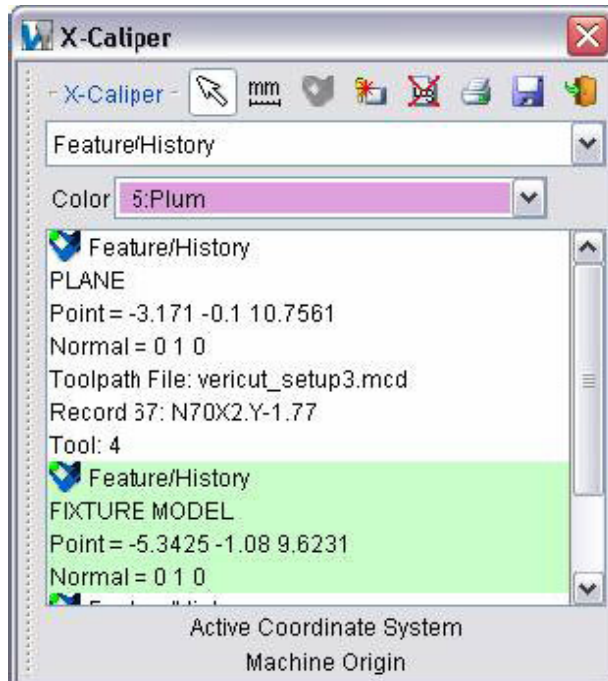 X-Caliper
X-Caliper
mm
Feature/History
Color 5:Plum
Feature/History
PLANE
Point = -3.171 -0.1 10.7561
Normal = 0 1 0
Toolpath File: vericut_setup3.mcd
Record 67: N70X2.Y-1.77
Tool: 4
Feature/History
FIXTURE MODEL
Point = -5.3425 -1.08 9.6231
Normal = 0 1 0
Active Coordinate System
Machine Origin